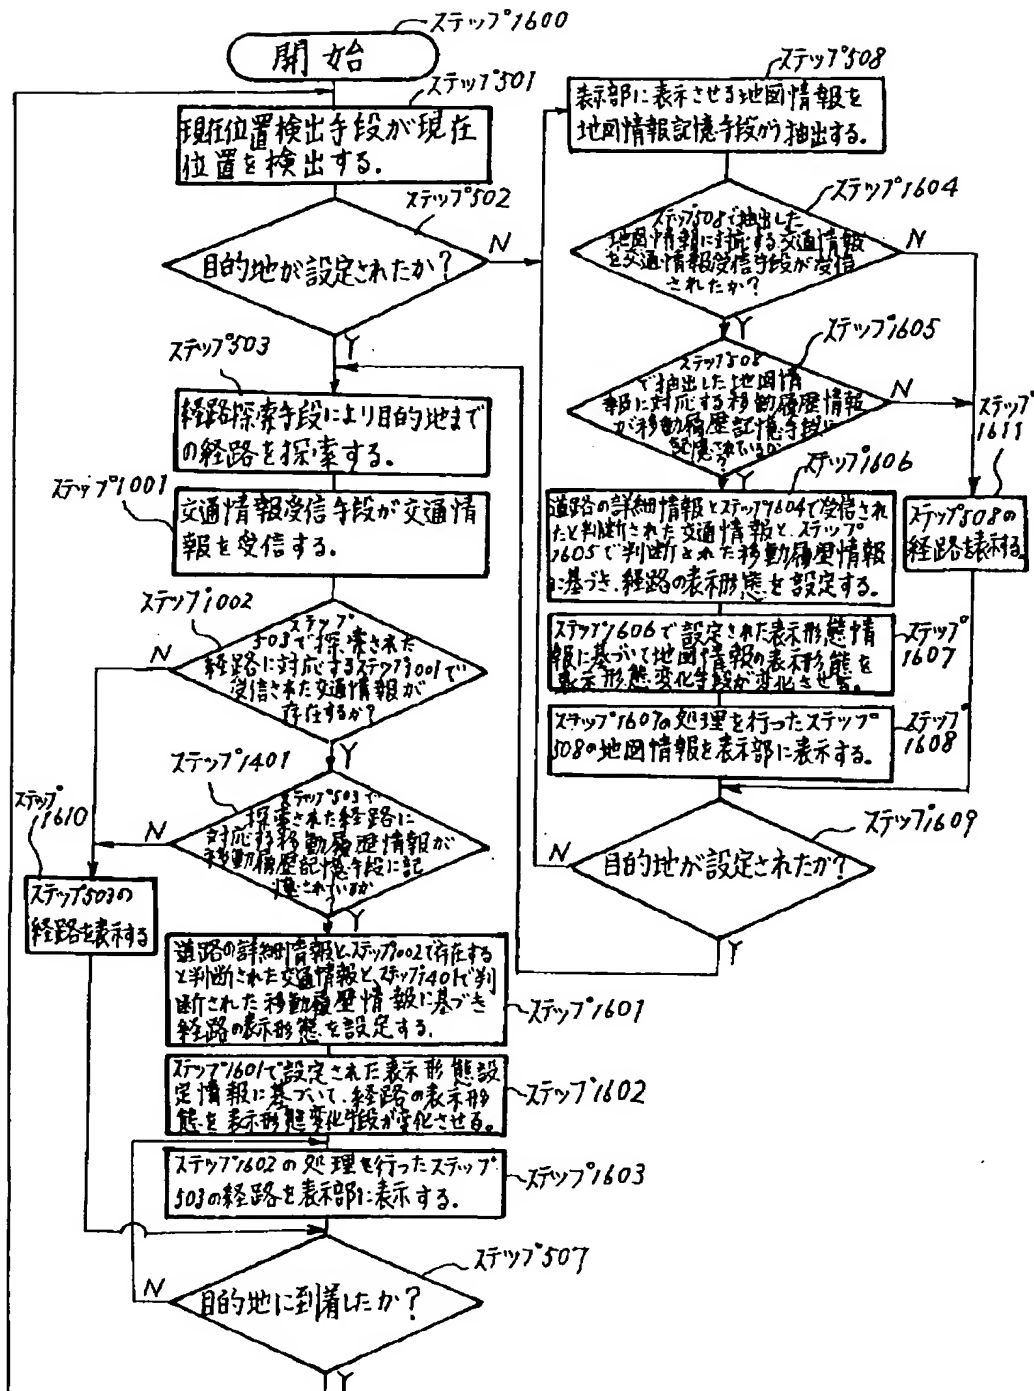 ステップ1600
開始
ステップ501
現在位置検出手段が現在
位置を検出する。
ステップ502
目的地が設定されたか?
N
Y
ステップ503
経路探索手段により目的地まで
の経路を探索する。
ステップ1001
交通情報受信手段が交通情
報を受信する。
ステップ1002
ステップ
503で探索された
経路に対応するステップ1001で
受信された交通情報が
存在するか?
N
Y
ステップ1401
ステップ503で
探索された経路に
対応する移動履歴情報が
移動履歴記憶手段に記
憶されているか
N
Y
ステップ
1610
ステップ503の
経路を表示する
道路の詳細情報と、ステップ1002で存在する
と判断された交通情報と、ステップ1401で判
断された移動履歴情報に基づき
経路の表示形態を設定する。
ステップ1601
ステップ1601で設定された表示形態設
定情報に基づいて、経路の表示形
態を表示形態変化手段が変化させる。
ステップ1602
ステップ1602の処理を行ったステップ
503の経路を表示部に表示する。
ステップ1603
ステップ507
目的地に到着したか?
N
Y
ステップ508
表示部に表示させる地図情報を
地図情報記憶手段から抽出する。
ステップ1604
ステップ508で抽出した
地図情報に対応する交通情報
を交通情報受信手段が受信
されたか?
N
Y
ステップ1605
ステップ508
で抽出した地図情
報に対応する移動履歴情報
が移動履歴記憶手段に
記憶されているか
?
N
Y
ステップ
1611
ステップ508の
経路を表示する
ステップ1606
道路の詳細情報とステップ1604で受信され
たと判断された交通情報と、ステップ
1605で判断された移動履歴情報
に基づき、経路の表示形態を設定する。
ステップ1606で設定された表示形態情
報に基づいて地図情報の表示形態を
表示形態変化手段が変化させる。
ステップ
1607
ステップ1607の処理を行ったステップ
508の地図情報を表示部に表示する。
ステップ
1608
ステップ1609
目的地が設定されたか?
N
Y